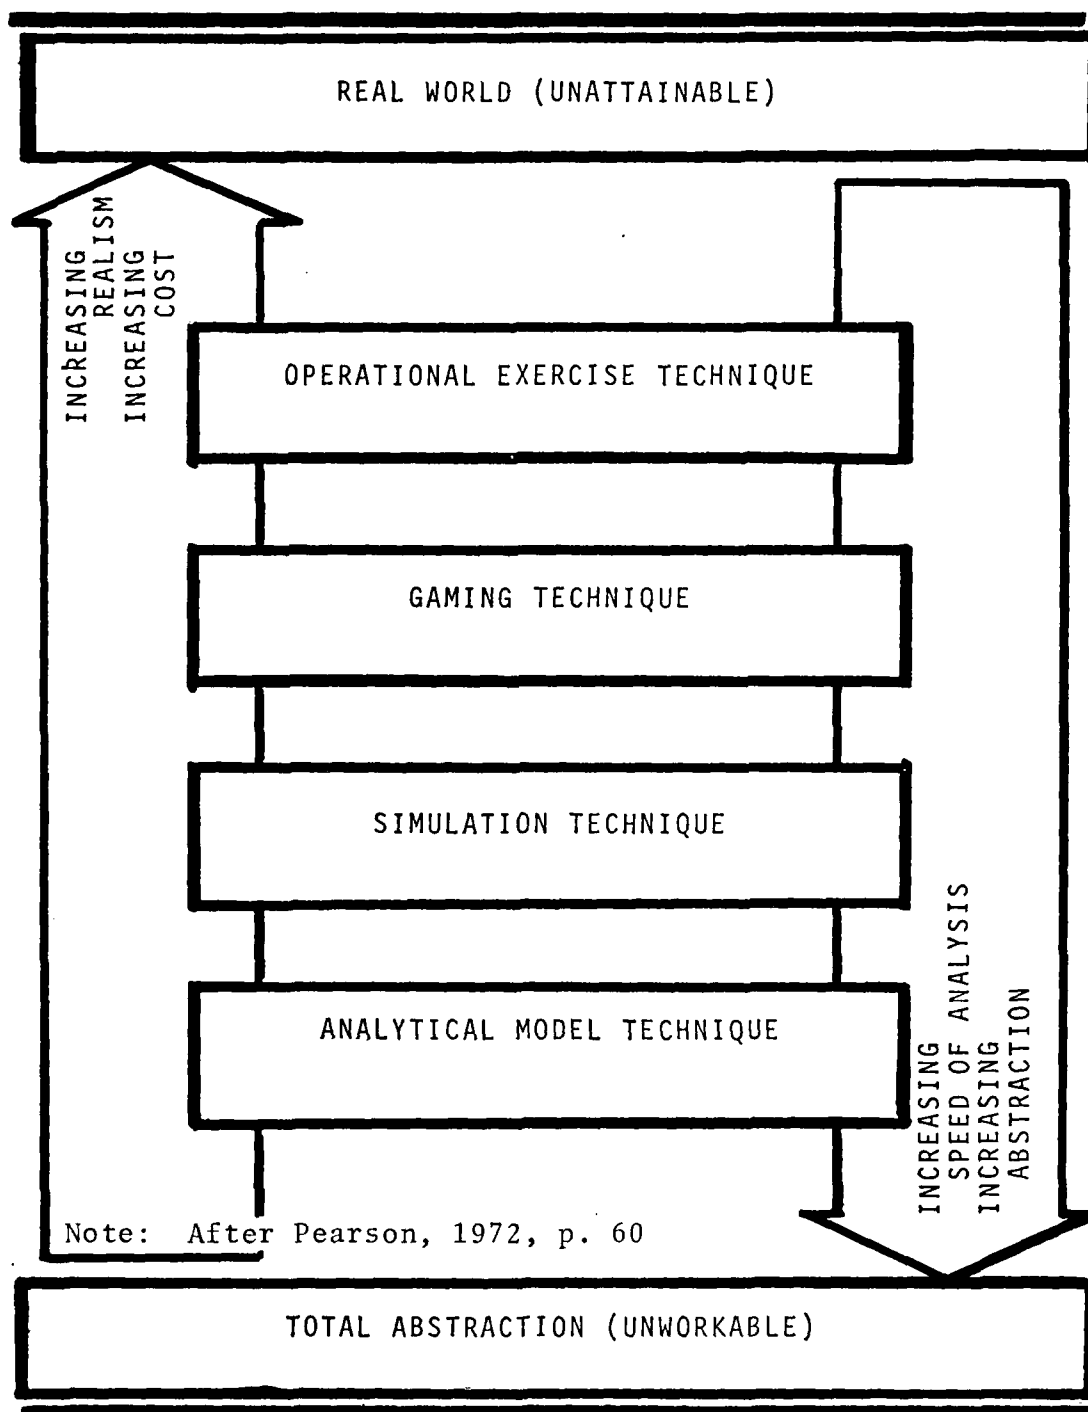 REAL WORLD (UNATTAINABLE)
INCREASING
REALISM
INCREASING
COST
OPERATIONAL EXERCISE TECHNIQUE
GAMING TECHNIQUE
SIMULATION TECHNIQUE
ANALYTICAL MODEL TECHNIQUE
INCREASING
SPEED OF ANALYSIS
INCREASING
ABSTRACTION
Note: After Pearson, 1972, p. 60
TOTAL ABSTRACTION (UNWORKABLE)